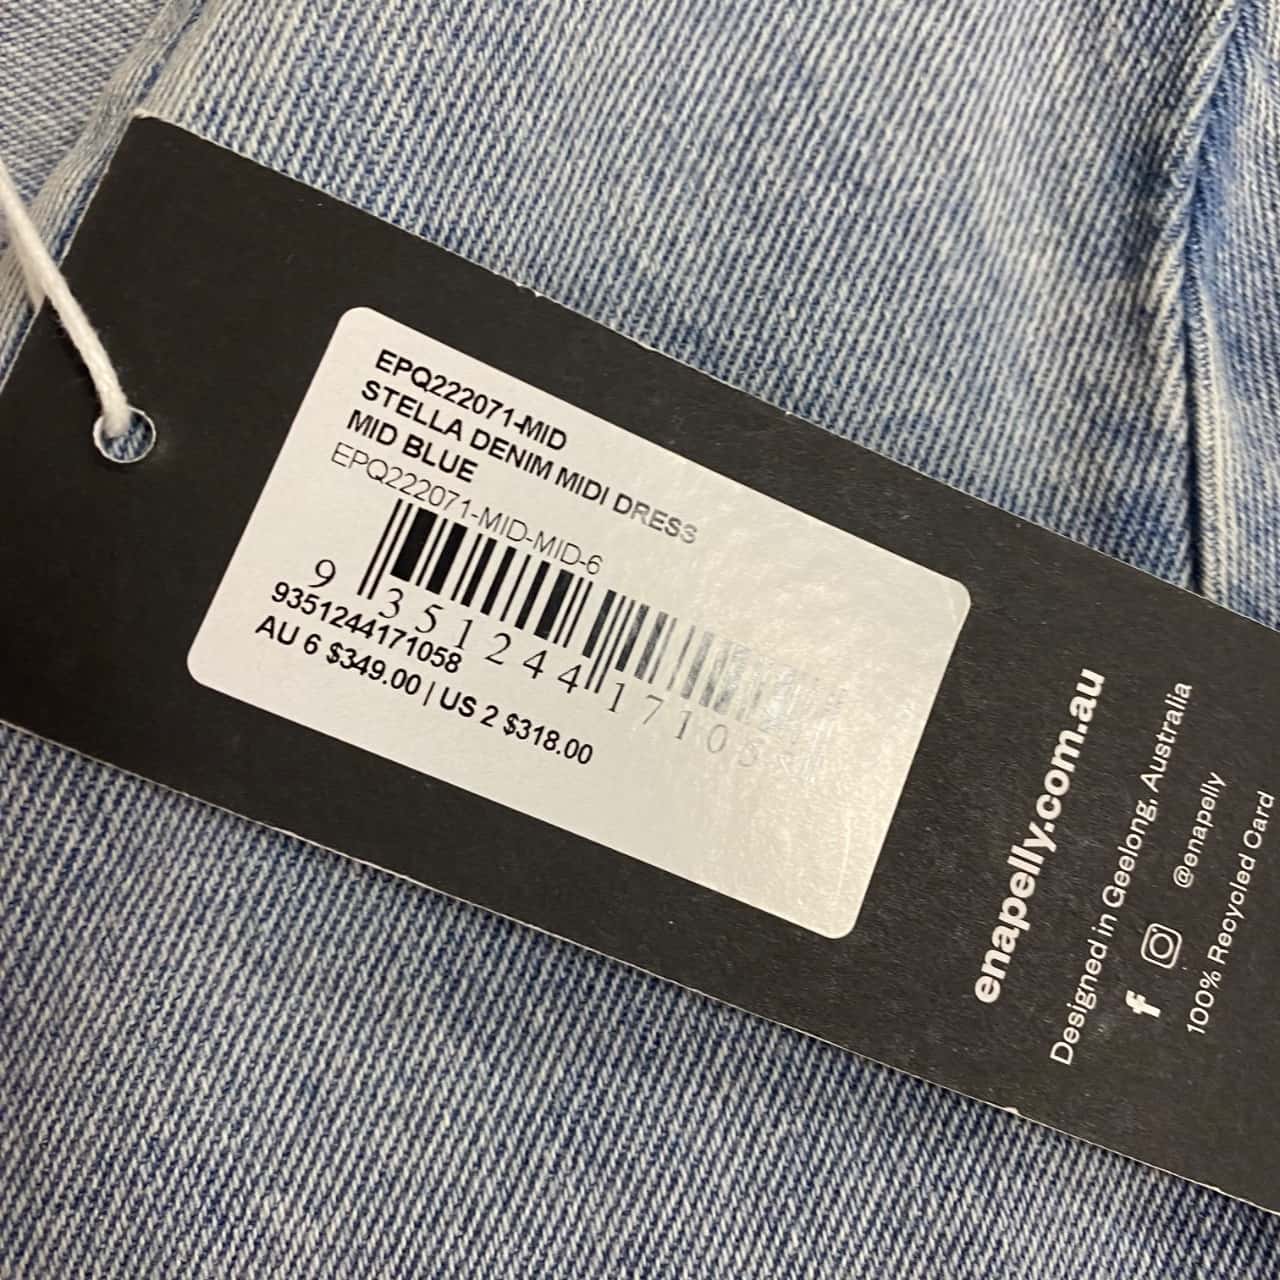 EPQ222071-MID
STELLA DENIM MIDI DRESS
MID BLUE
EPQ222071-MID-MID-6
9 351244 17105
9351244171058
AU 6 $349.00 | US 2 $318.00
enapelly.com.au
Designed in Geelong, Australia
f @enapelly
100% Recycled Card